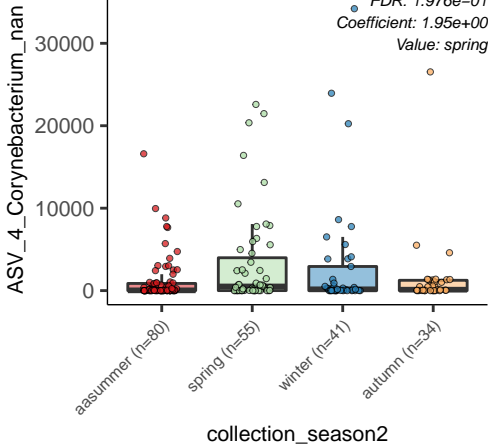 FDR: 1.976e−01
Coefficient: 1.95e+00
Value: spring
ASV_4_Corynebacterium_nan
30000
20000
10000
0
aasummer (n=80)
spring (n=55)
winter (n=41)
autumn (n=34)
collection_season2